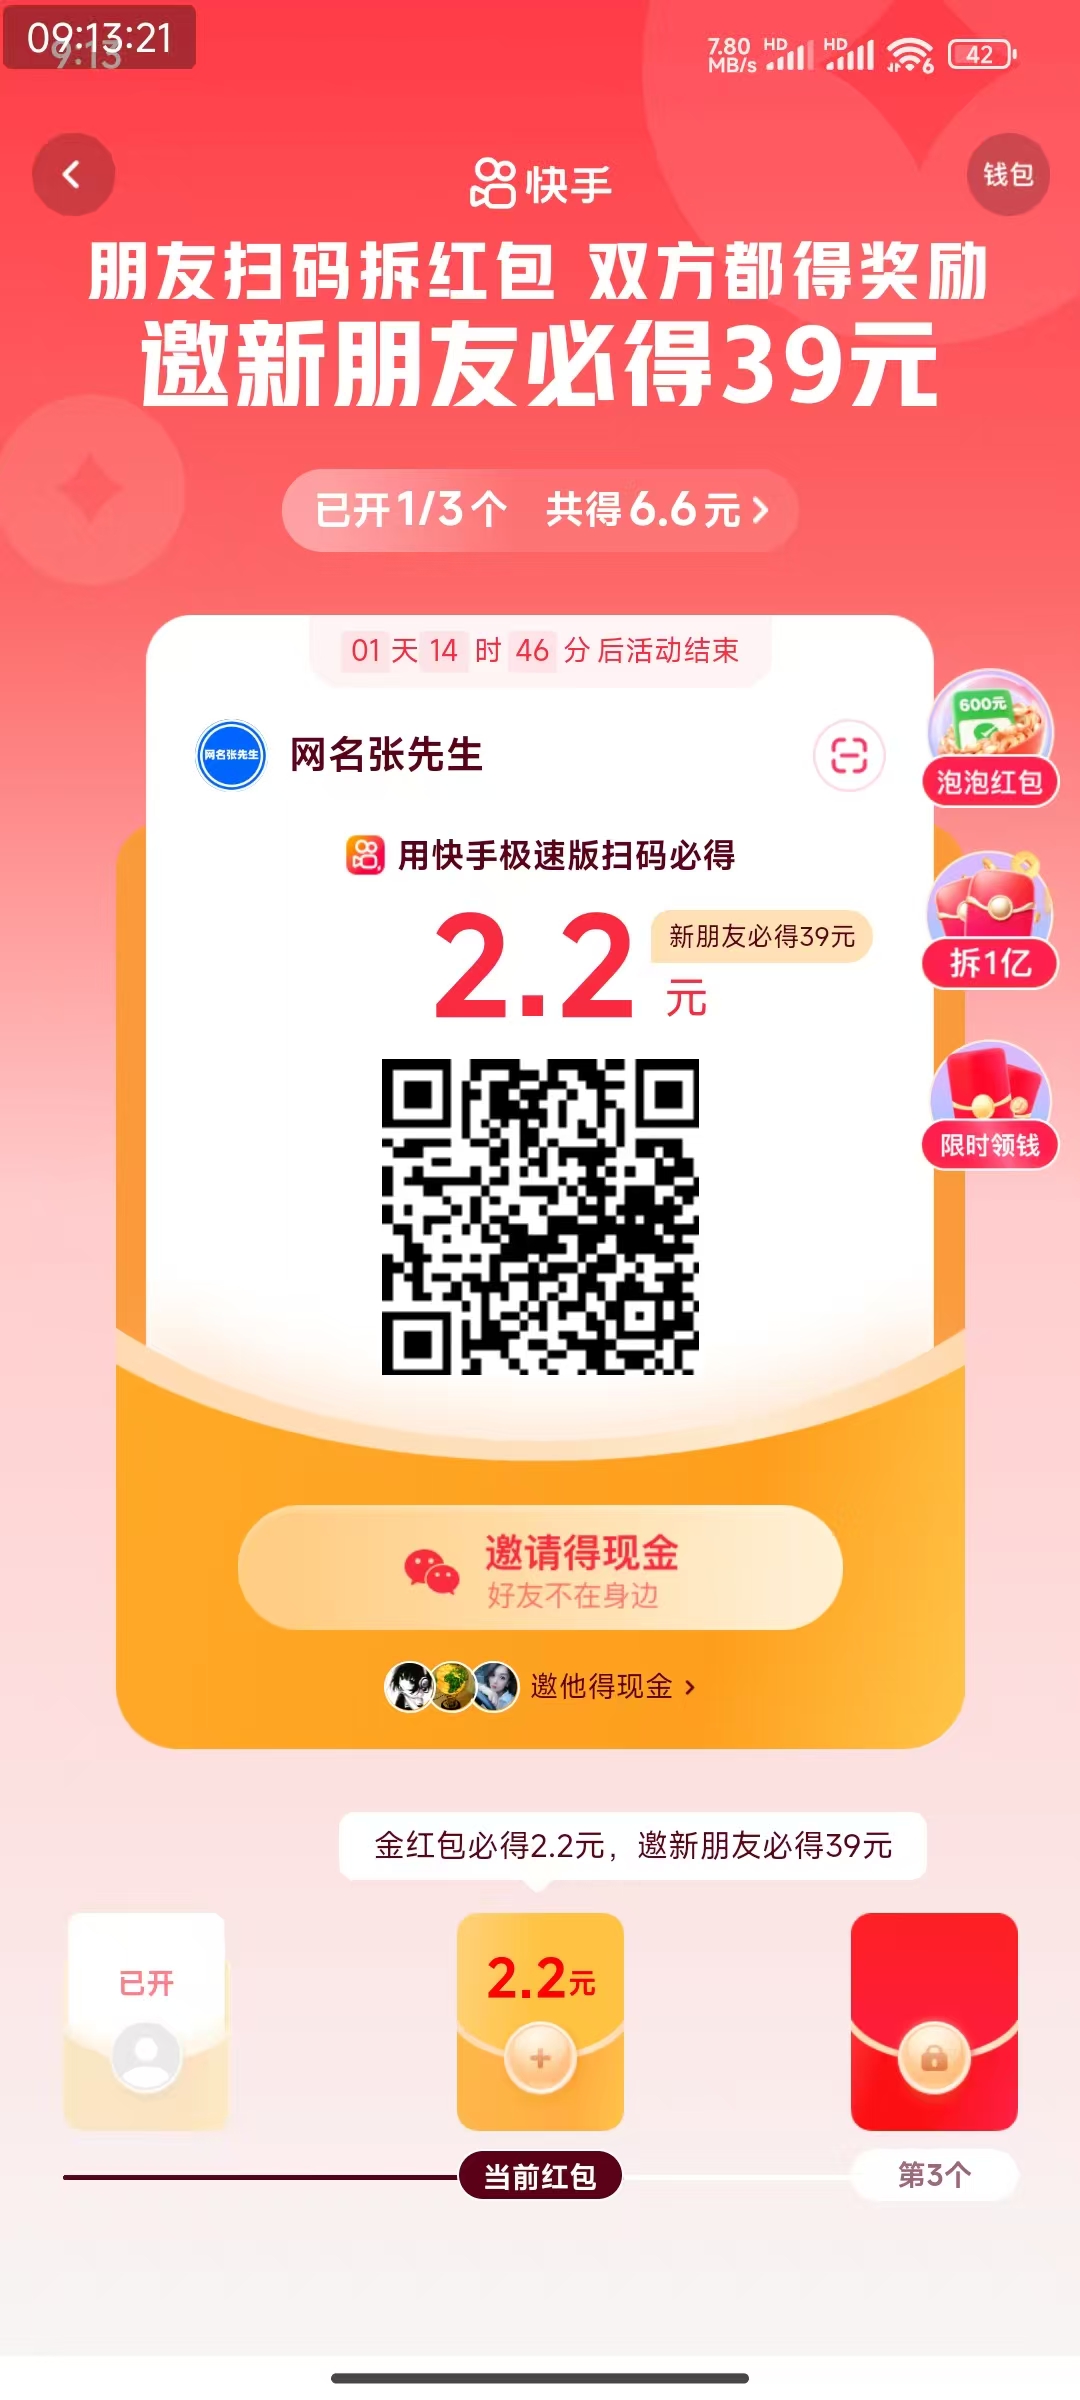 09:13:21
9:13
7.80 MB/s HD HD 6 42
快手
钱包
朋友扫码拆红包 双方都得奖励
邀新朋友必得39元
已开1/3个 共得6.6元
01天14时46分后活动结束
网名张先生
网名张先生
600元
泡泡红包
用快手极速版扫码必得
2.2元
新朋友必得39元
拆1亿
限时领钱
邀请得现金
好友不在身边
邀他得现金
金红包必得2.2元，邀新朋友必得39元
已开
2.2元
当前红包
第3个